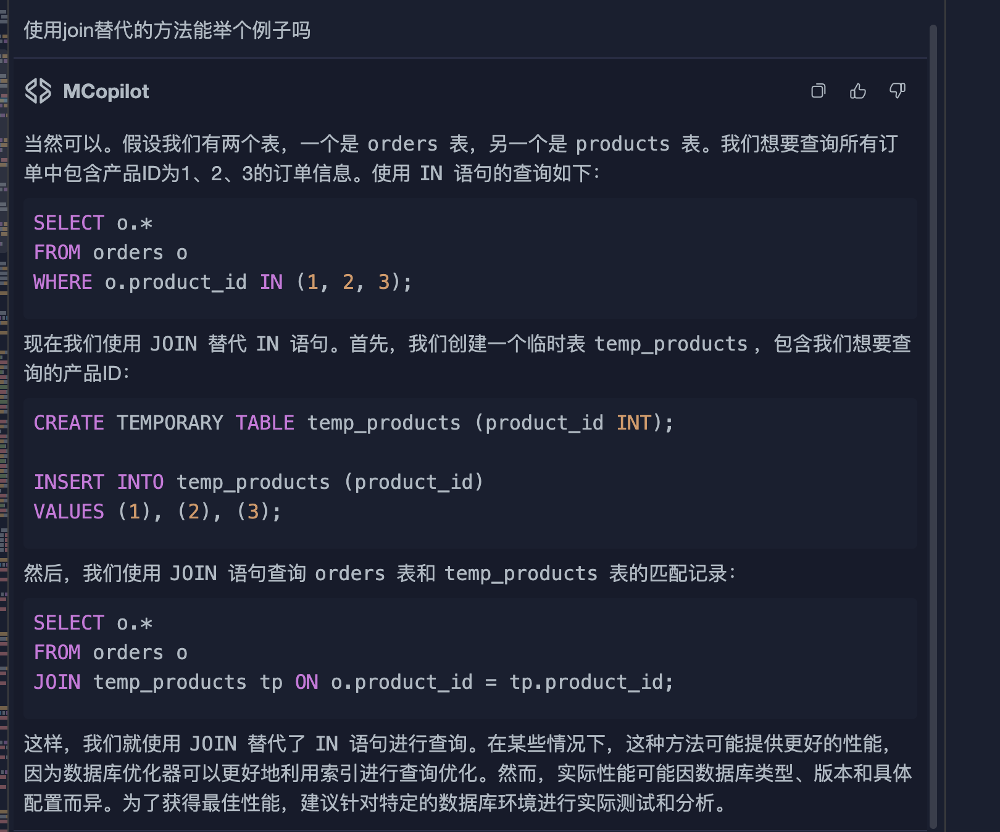 使用join替代的方法能举个例子吗
MCopilot
当然可以。假设我们有两个表，一个是 orders 表，另一个是 products 表。我们想要查询所有订
单中包含产品ID为1、2、3的订单信息。使用 IN 语句的查询如下：
SELECT o.*
FROM orders o
WHERE o.product_id IN (1, 2, 3);
现在我们使用 JOIN 替代 IN 语句。首先，我们创建一个临时表 temp_products ，包含我们想要查
询的产品ID：
CREATE TEMPORARY TABLE temp_products (product_id INT);
INSERT INTO temp_products (product_id)
VALUES (1), (2), (3);
然后，我们使用 JOIN 语句查询 orders 表和 temp_products 表的匹配记录：
SELECT o.*
FROM orders o
JOIN temp_products tp ON o.product_id = tp.product_id;
这样，我们就使用 JOIN 替代了 IN 语句进行查询。在某些情况下，这种方法可能提供更好的性能，
因为数据库优化器可以更好地利用索引进行查询优化。然而，实际性能可能因数据库类型、版本和具体
配置而异。为了获得最佳性能，建议针对特定的数据库环境进行实际测试和分析。